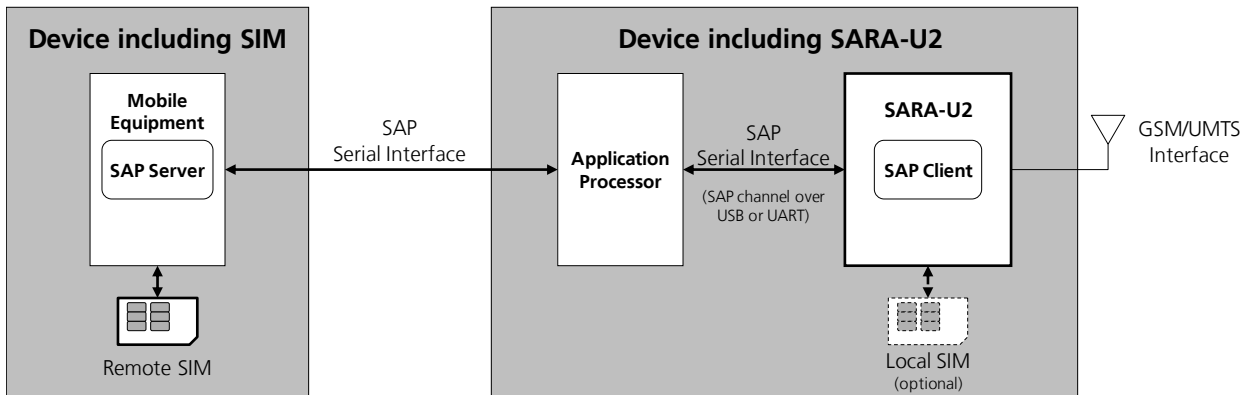 Device including SIM
Mobile
Equipment
SAP Server
Remote SIM
SAP
Serial Interface
Device including SARA-U2
Application
Processor
SAP
Serial Interface
(SAP channel over
USB or UART)
SARA-U2
SAP Client
Local SIM
(optional)
GSM/UMTS
Interface